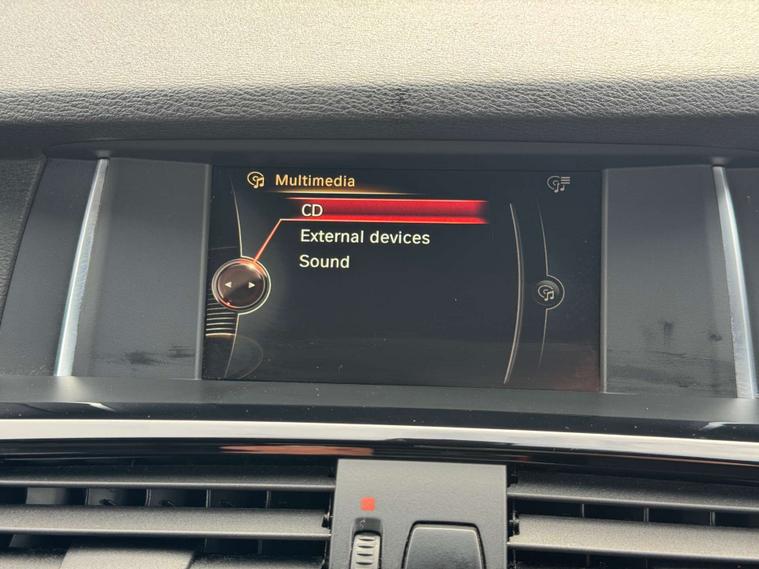 Multimedia
CD
External devices
Sound